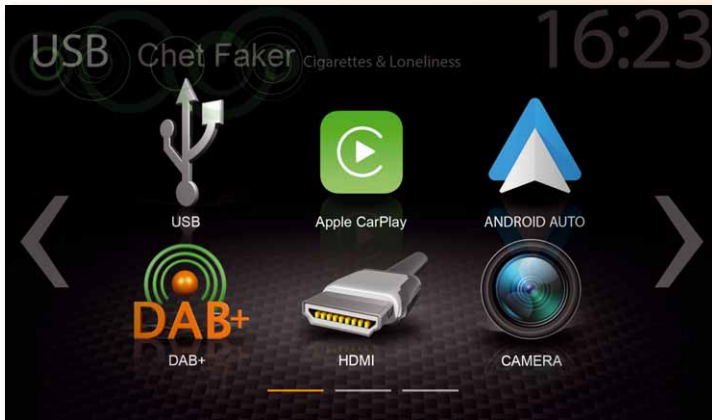 USB Chet Faker Cigarettes & Loneliness 16:23
USB Apple CarPlay ANDROID AUTO
DAB+
DAB+ HDMI CAMERA